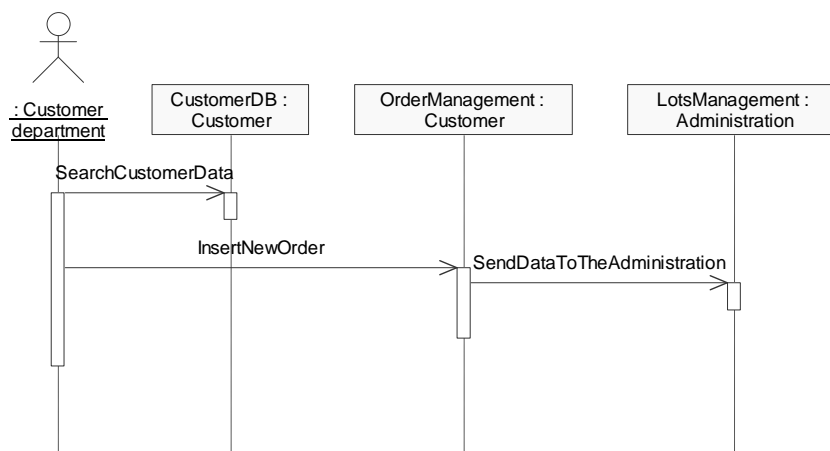 : Customer
department
CustomerDB :
Customer
OrderManagement :
Customer
LotsManagement :
Administration
SearchCustomerData
InsertNewOrder
SendDataToTheAdministration